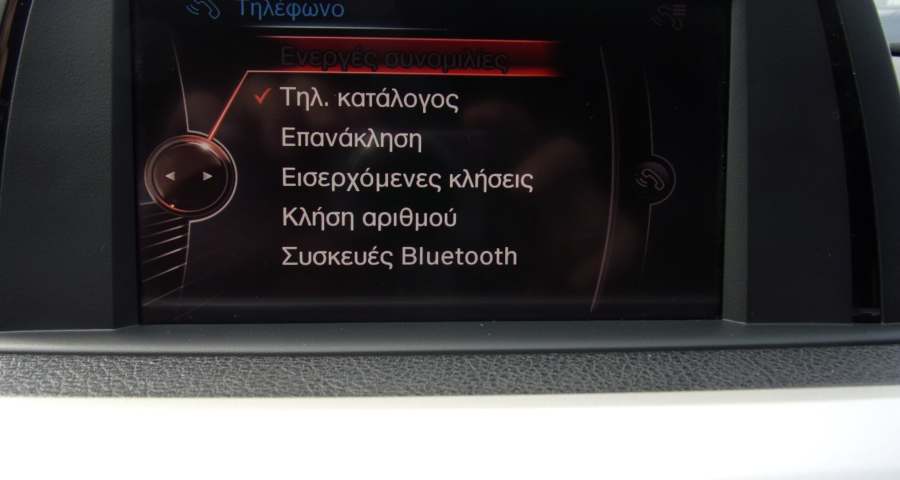 Τηλέφωνο
Ενεργές συνομιλίες
Τηλ. κατάλογος
Επανάκληση
Εισερχόμενες κλήσεις
Κλήση αριθμού
Συσκευές Bluetooth